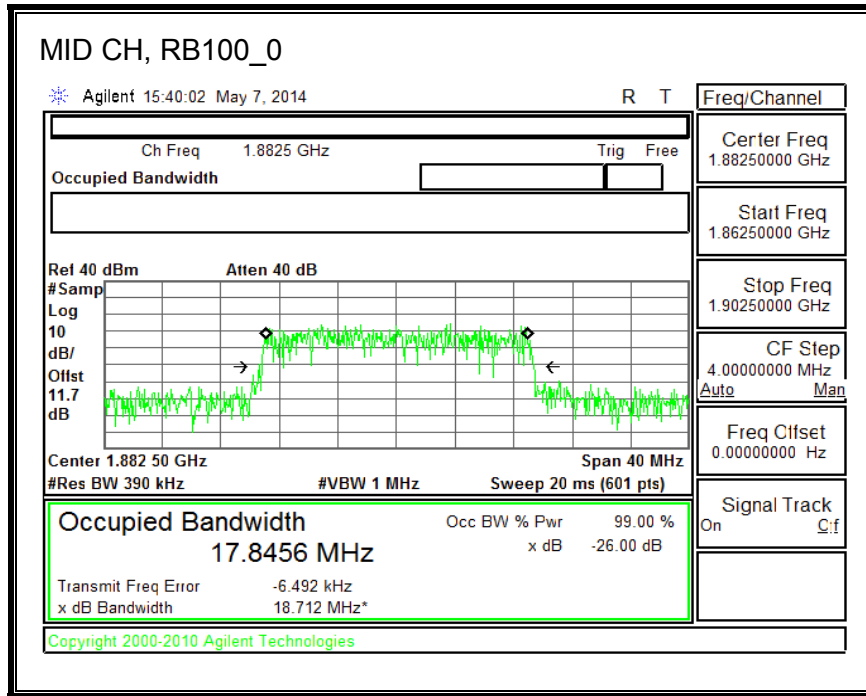 MID CH, RB100_0
Agilent 15:40:02 May 7, 2014 R T
Freq/Channel
Ch Freq 1.8825 GHz Trig Free
Occupied Bandwidth
Center Freq
1.88250000 GHz
Start Freq
1.86250000 GHz
Stop Freq
1.90250000 GHz
CF Step
4.00000000 MHz
Auto Man
Freq Offset
0.00000000 Hz
Signal Track
On Off
Ref 40 dBm Atten 40 dB
#Samp
Log
10
dB/
Offst
11.7
dB
Center 1.882 50 GHz Span 40 MHz
#Res BW 390 kHz #VBW 1 MHz Sweep 20 ms (601 pts)
Occupied Bandwidth
17.8456 MHz
Occ BW % Pwr 99.00 %
x dB -26.00 dB
Transmit Freq Error -6.492 kHz
x dB Bandwidth 18.712 MHz*
Copyright 2000-2010 Agilent Technologies